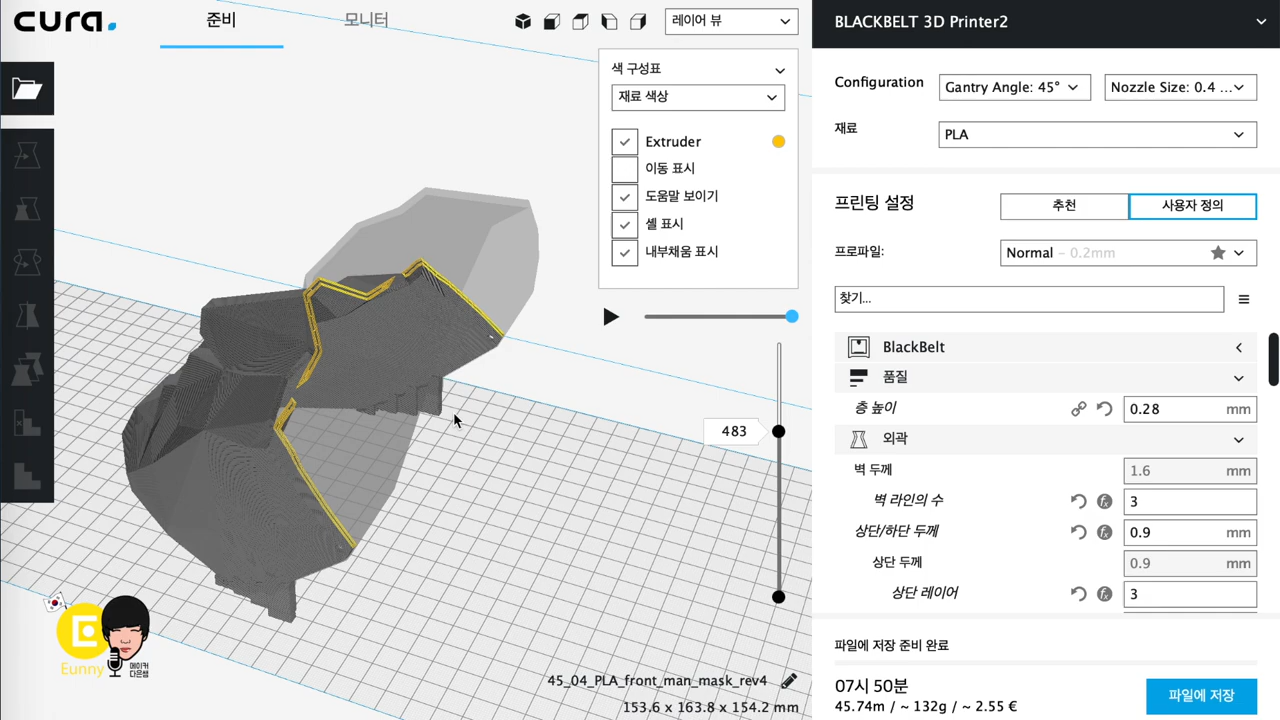 cura.
준비
모니터
레이어 뷰
색 구성표
재료 색상
Extruder
이동 표시
도움말 보이기
셸 표시
내부채움 표시
483
E
Eunny
메이커
다은쌤
45_04_PLA_front_man_mask_rev4
153.6 x 163.8 x 154.2 mm
BLACKBELT 3D Printer2
Configuration
Gantry Angle: 45°
Nozzle Size: 0.4 ...
재료
PLA
프린팅 설정
추천
사용자 정의
프로파일:
Normal – 0.2mm
찾기...
BlackBelt
품질
층 높이
0.28 mm
외곽
벽 두께
1.6 mm
벽 라인의 수
3
상단/하단 두께
0.9 mm
상단 두께
0.9 mm
상단 레이어
3
파일에 저장 준비 완료
07시 50분
45.74m / ~ 132g / ~ 2.55 €
파일에 저장